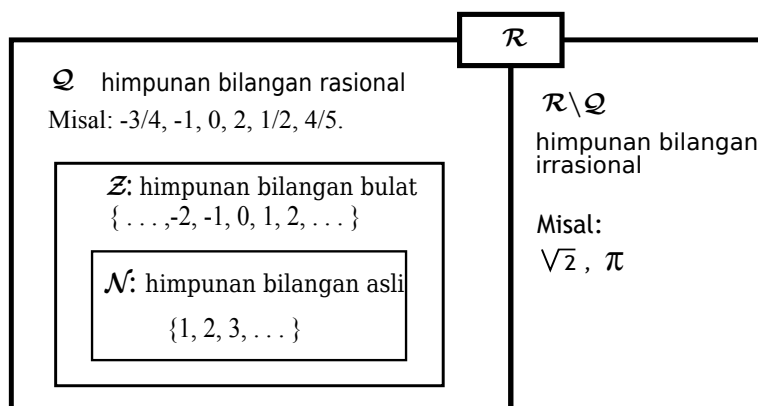 ℛ
𝒬 himpunan bilangan rasional
Misal: -3/4, -1, 0, 2, 1/2, 4/5.
𝒵: himpunan bilangan bulat
{ . . . ,-2, -1, 0, 1, 2, . . . }
𝒩: himpunan bilangan asli
{1, 2, 3, . . . }
ℛ\𝒬
himpunan bilangan
irrasional
Misal:
√2 , π